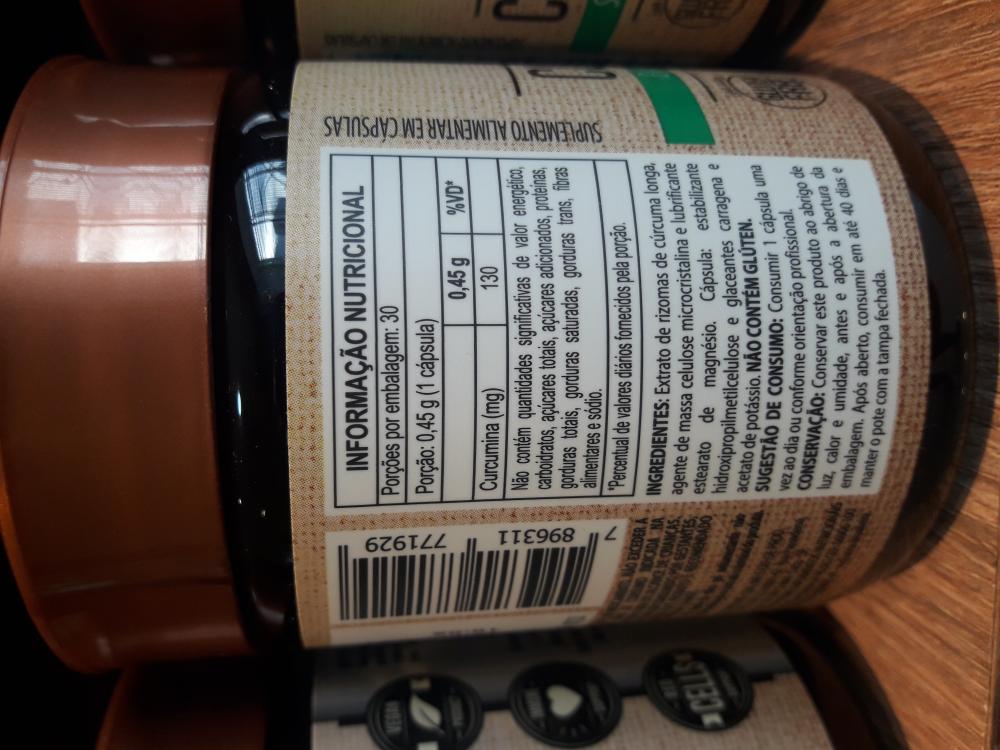 SUPLEMENTO ALIMENTAR EM CÁPSULAS
INFORMAÇÃO NUTRICIONAL
Porções por embalagem: 30
Porção: 0,45 g (1 cápsula)
0,45 g %VD*
Curcumina (mg) 130
Não contém quantidades significativas de valor energético,
carboidratos, açúcares totais, açúcares adicionados, proteínas,
gorduras totais, gorduras saturadas, gorduras trans, fibras
alimentares e sódio.
*Percentual de valores diários fornecidos pela porção.
INGREDIENTES: Extrato de rizomas de cúrcuma longa,
agente de massa celulose microcristalina e lubrificante
estearato de magnésio. Cápsula: estabilizante
hidroxipropilmetilcelulose e glaceantes carragena e
acetato de potássio. NÃO CONTÉM GLÚTEN.
SUGESTÃO DE CONSUMO: Consumir 1 cápsula uma
vez ao dia ou conforme orientação profissional.
CONSERVAÇÃO: Conservar este produto ao abrigo de
luz, calor e umidade, antes e após a abertura da
embalagem. Após aberto, consumir em até 40 dias e
manter o pote com a tampa fechada.
7 896311 771929
NÃO EXCEDER A
VEGAN
CELLS